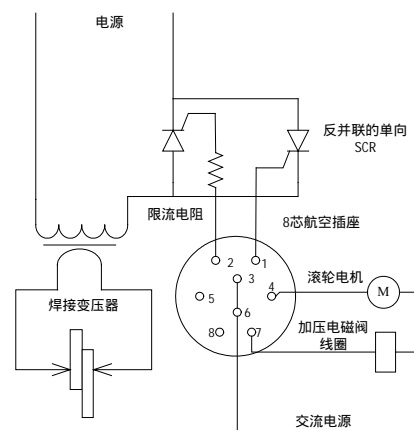 电源
反并联的单向
SCR
限流电阻
8芯航空插座
2
1
3
滚轮电机
4
M
5
焊接变压器
6
加压电磁阀
8
7
线圈
交流电源